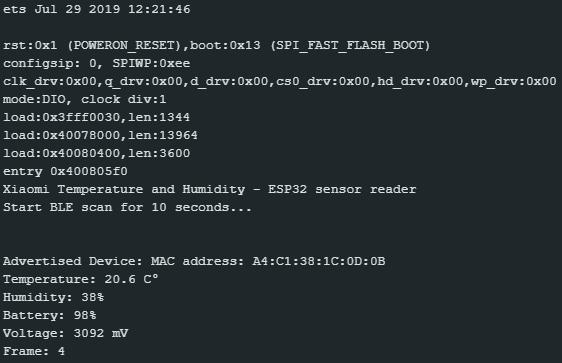 ets Jul 29 2019 12:21:46
rst:0x1 (POWERON_RESET),boot:0x13 (SPI_FAST_FLASH_BOOT)
configsip: 0, SPIWP:0xee
clk_drv:0x00,q_drv:0x00,d_drv:0x00,cs0_drv:0x00,hd_drv:0x00,wp_drv:0x00
mode:DIO, clock div:1
load:0x3fff0030,len:1344
load:0x40078000,len:13964
load:0x40080400,len:3600
entry 0x400805f0
Xiaomi Temperature and Humidity - ESP32 sensor reader
Start BLE scan for 10 seconds...
Advertised Device: MAC address: A4:C1:38:1C:0D:0B
Temperature: 20.6 C°
Humidity: 38%
Battery: 98%
Voltage: 3092 mV
Frame: 4